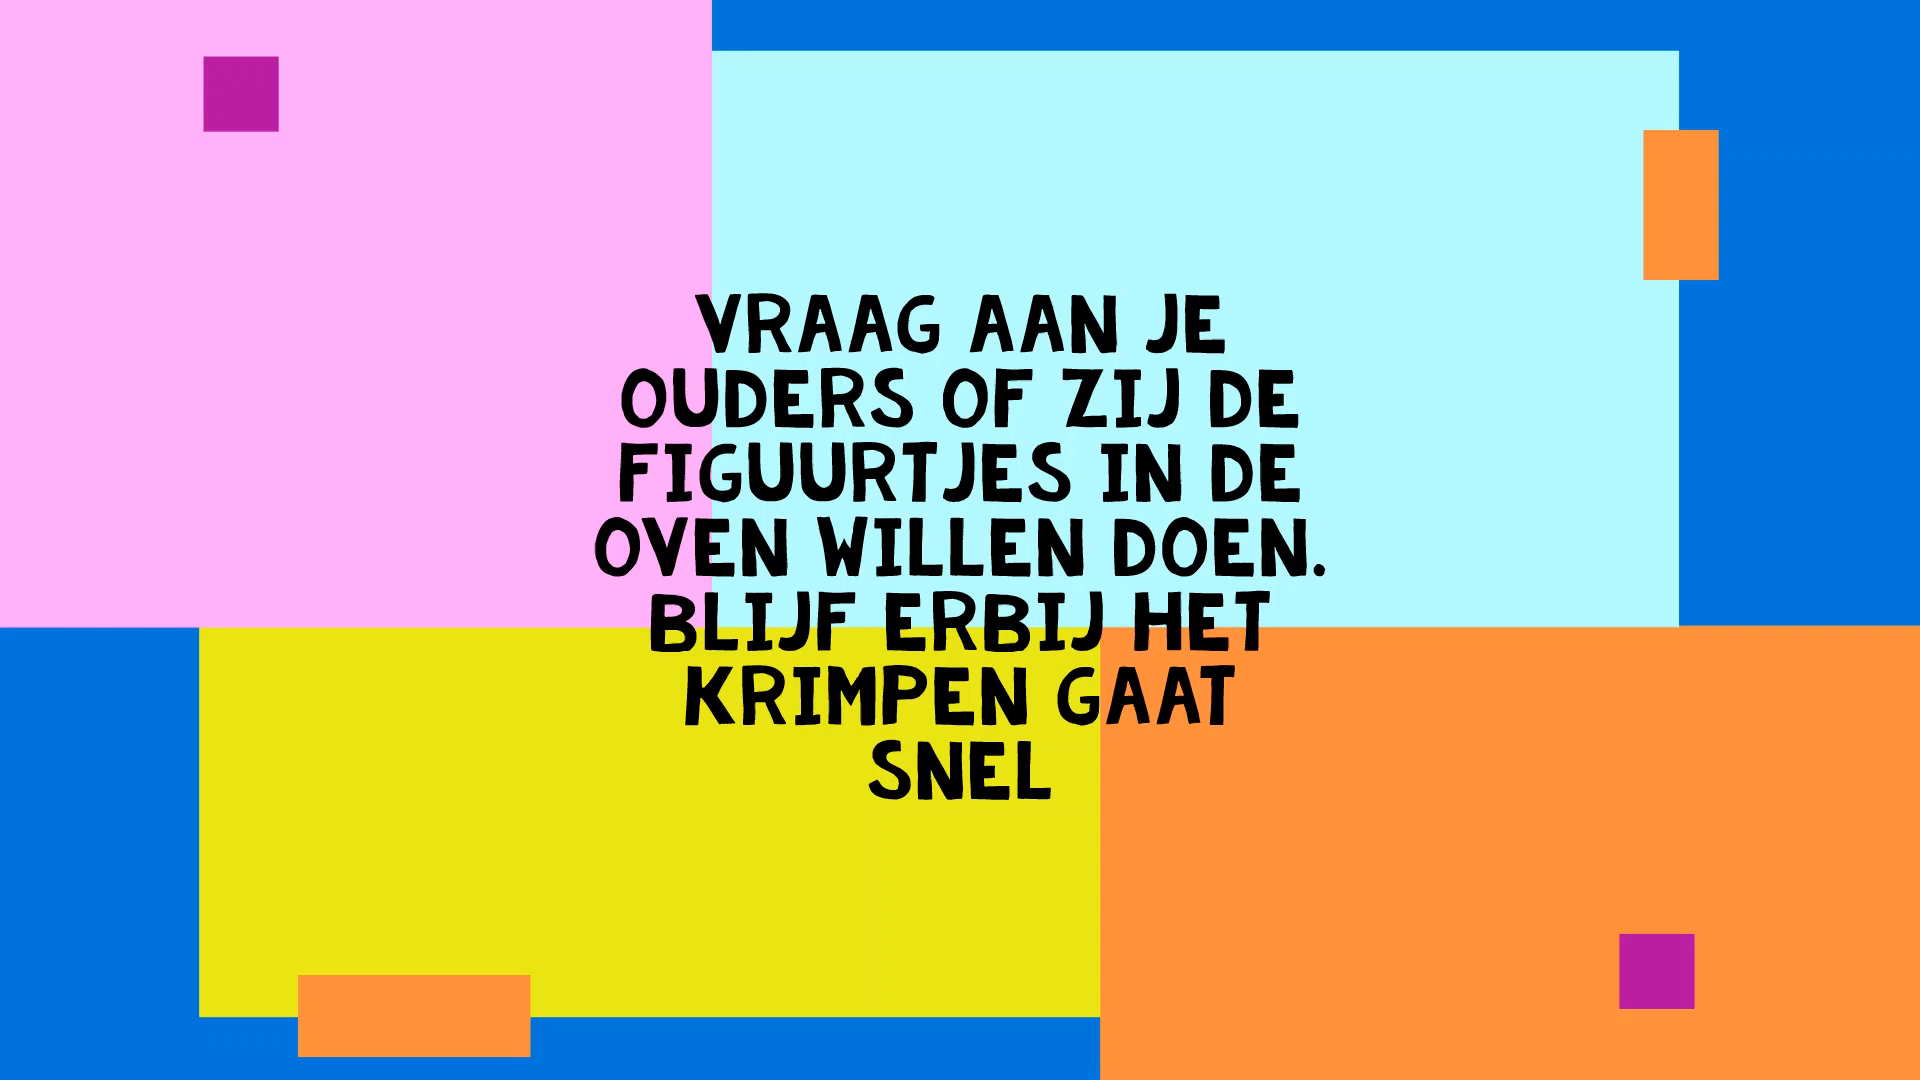 VRAAG AAN JE
OUDERS OF ZIJ DE
FIGUURTJES IN DE
OVEN WILLEN DOEN.
BLIJF ERBIJ HET
KRIMPEN GAAT
SNEL